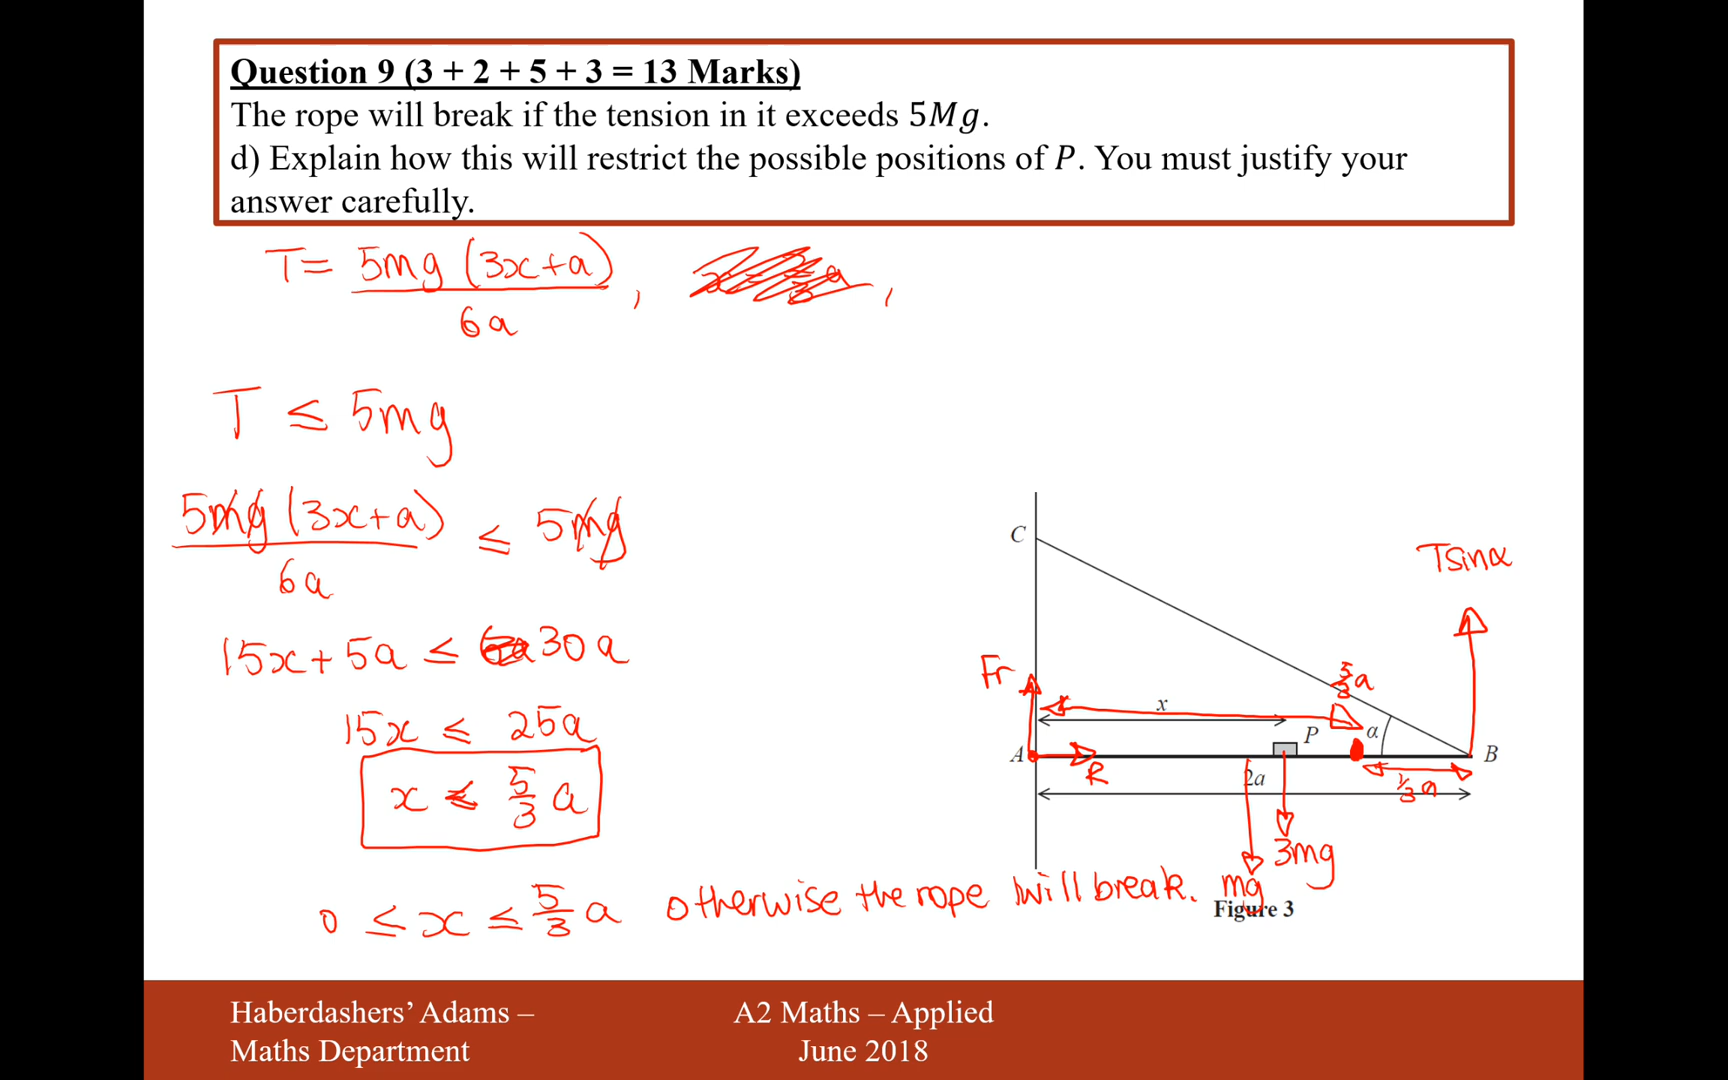 Question 9 (3 + 2 + 5 + 3 = 13 Marks)
The rope will break if the tension in it exceeds 5Mg.
d) Explain how this will restrict the possible positions of P. You must justify your
answer carefully.
T = 5mg (3x+a) / 6a , ,
T ≤ 5mg
5mg (3x+a) / 6a ≤ 5mg
15x + 5a ≤ 30a
15x ≤ 25a
x ≤ 5/3 a
0 ≤ x ≤ 5/3 a otherwise the rope will break.
C
Tsinα
Fr
5/3 a
x
P
α
A
R
B
2a
1/3 a
3mg
mg
Figure 3
Haberdashers' Adams –
Maths Department
A2 Maths – Applied
June 2018